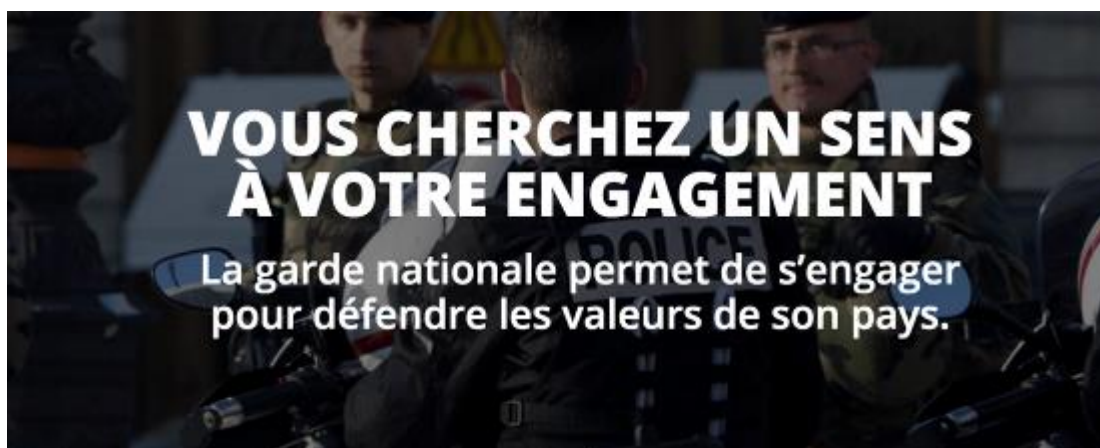 VOUS CHERCHEZ UN SENS
À VOTRE ENGAGEMENT
POLICE
La garde nationale permet de s’engager
pour défendre les valeurs de son pays.